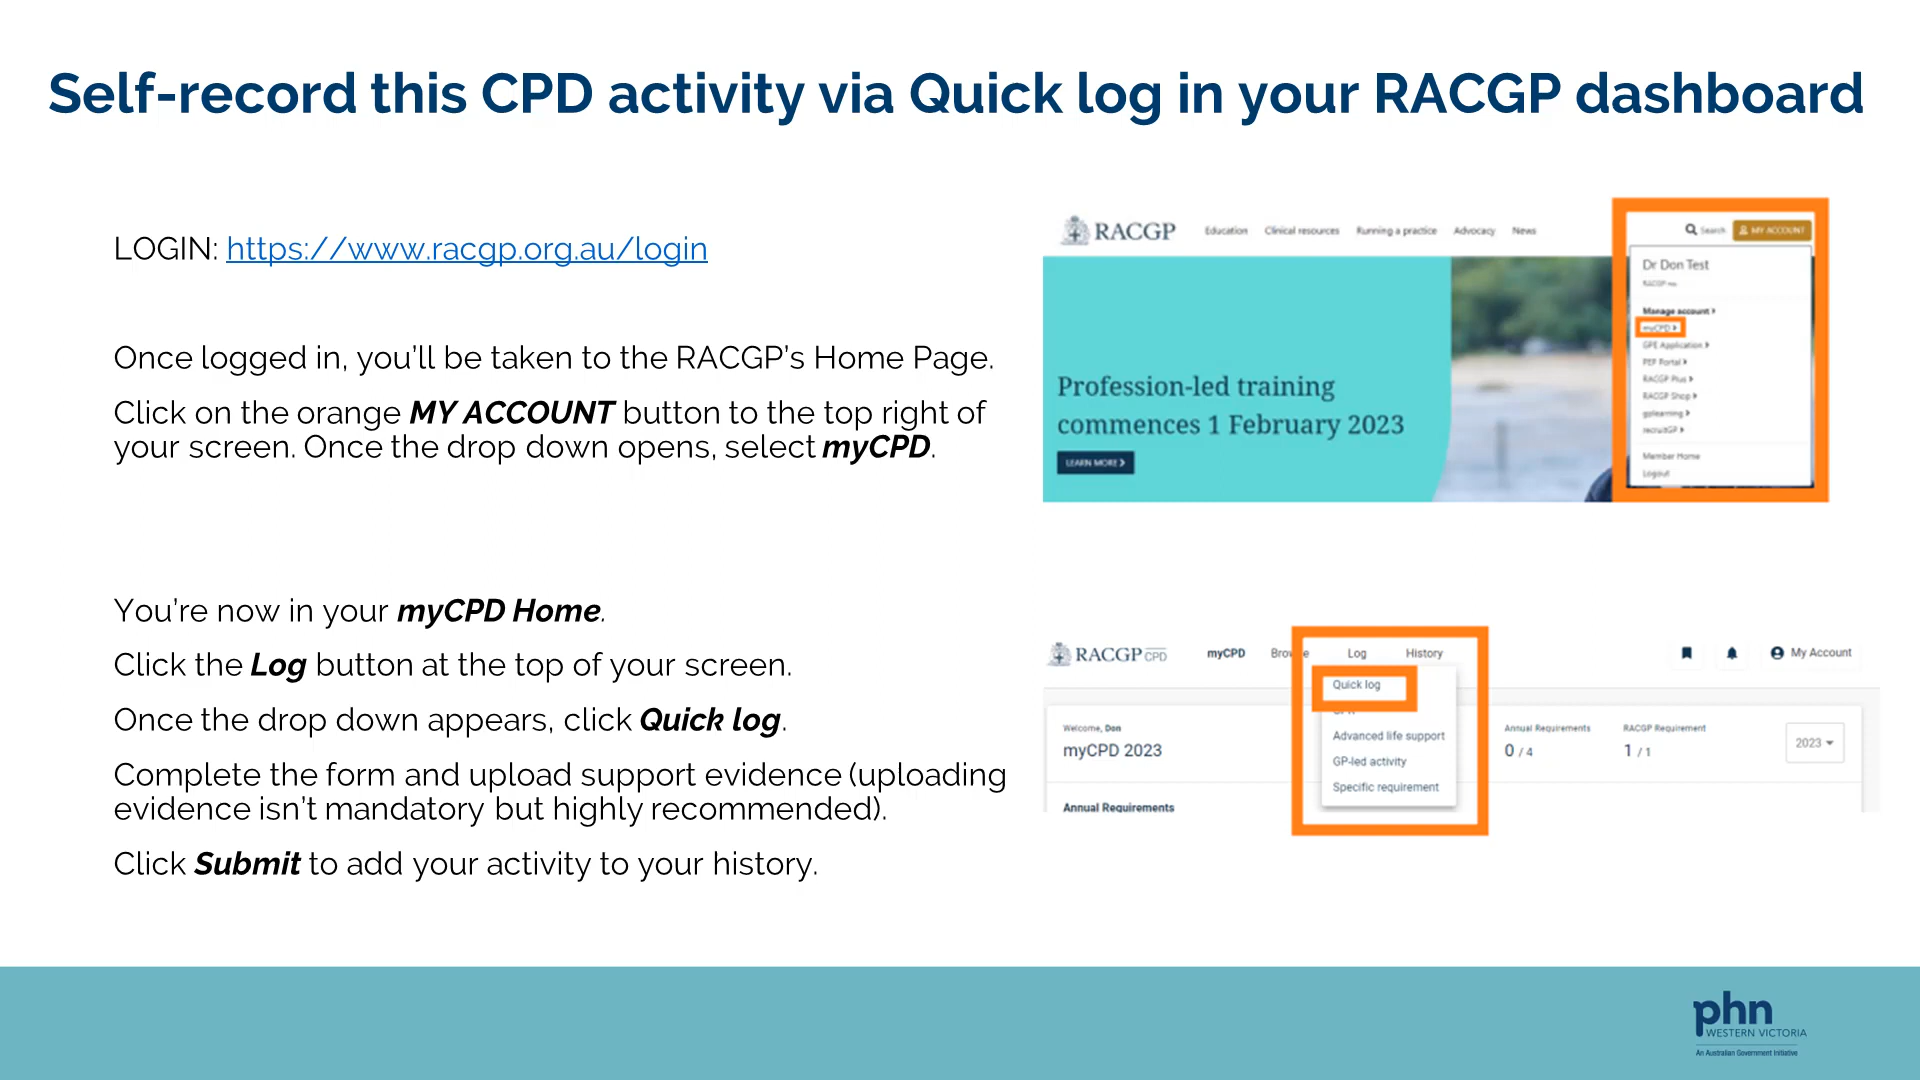 Self-record this CPD activity via Quick log in your RACGP dashboard
LOGIN: https://www.racgp.org.au/login
Once logged in, you’ll be taken to the RACGP’s Home Page.
Click on the orange MY ACCOUNT button to the top right of
your screen. Once the drop down opens, select myCPD.
You’re now in your myCPD Home.
Click the Log button at the top of your screen.
Once the drop down appears, click Quick log.
Complete the form and upload support evidence (uploading
evidence isn’t mandatory but highly recommended).
Click Submit to add your activity to your history.
RACGP Education Clinical resources Running a practice Advocacy News Search MY ACCOUNT
Dr Don Test
RACGP
Manage account
myCPD
GPE Application
PEP Portal
RACGP Plus
RACGP Shop
gplearning
recruitGP
Member Home
Logout
Profession-led training
commences 1 February 2023
LEARN MORE
RACGP CPD myCPD Browse Log History My Account
Quick log
Advanced life support
GP-led activity
Specific requirement
Welcome, Don
myCPD 2023
Annual Requirements
0 / 4
RACGP Requirement
1 / 1
2023
Annual Requirements
phn
WESTERN VICTORIA
An Australian Government Initiative